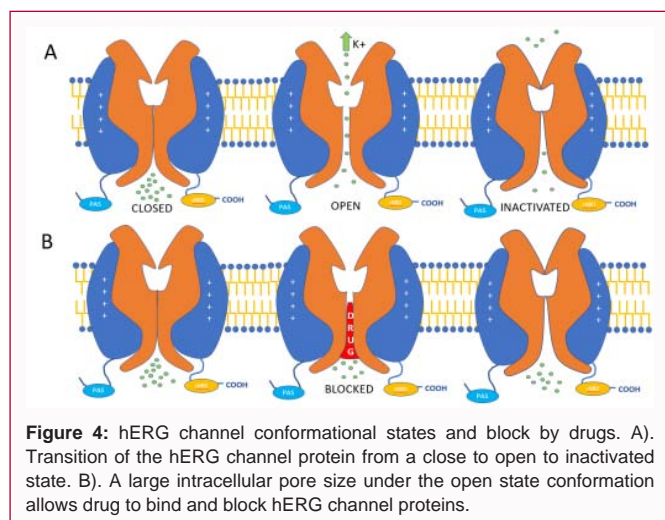 A
K+
PAS
CLOSED
COOH
OPEN
PAS
COOH
INACTIVATED
PAS
COOH
B
DRUG
PAS
COOH
PAS
BLOCKED
COOH
PAS
COOH
Figure 4: hERG channel conformational states and block by drugs. A).
Transition of the hERG channel protein from a close to open to inactivated
state. B). A large intracellular pore size under the open state conformation
allows drug to bind and block hERG channel proteins.